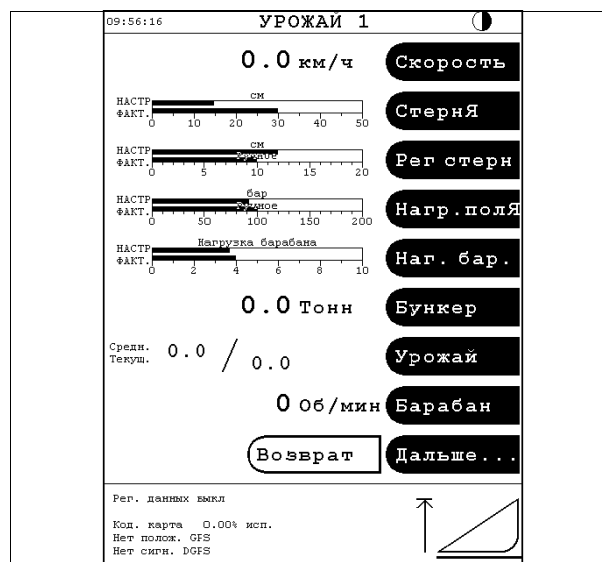 09:56:16 УРОЖАЙ 1
0.0 км/ч Скорость
см
НАСТР
ФАКТ.
0 10 20 30 40 50
СтернЯ
см
НАСТР
Ручное
ФАКТ.
0 5 10 15 20
Рег стерн
бар
НАСТР
Ручное
ФАКТ.
0 50 100 150 200
Нагр.полЯ
Нагрузка барабана
НАСТР
ФАКТ.
0 2 4 6 8 10
Наг. бар.
0.0 Тонн Бункер
Средн.
Текущ.
0.0 / 0.0
Урожай
0 Об/мин Барабан
Возврат Дальше...
Рег. данных выкл
Код. карта 0.00% исп.
Нет полож. GPS
Нет сигн. DGPS